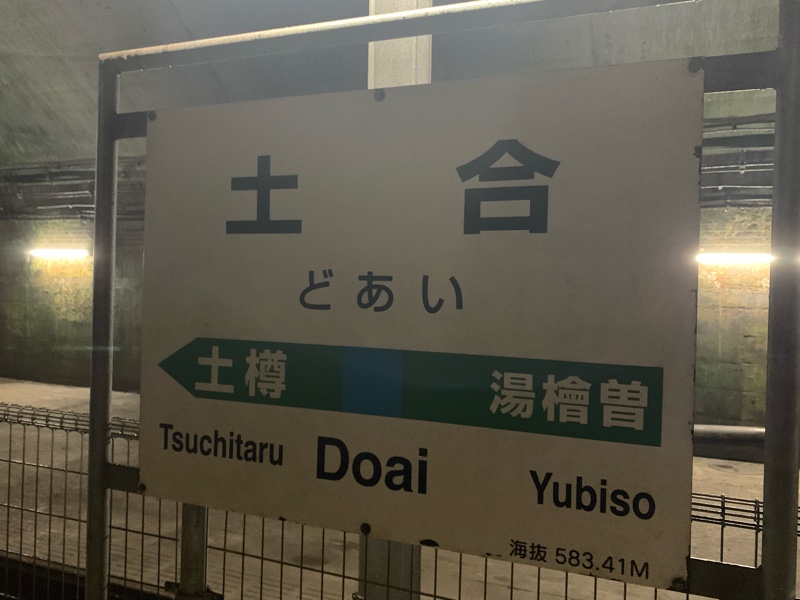 土合
どあい
土樽 湯檜曽
Tsuchitaru Doai Yubiso
海抜 583.41M